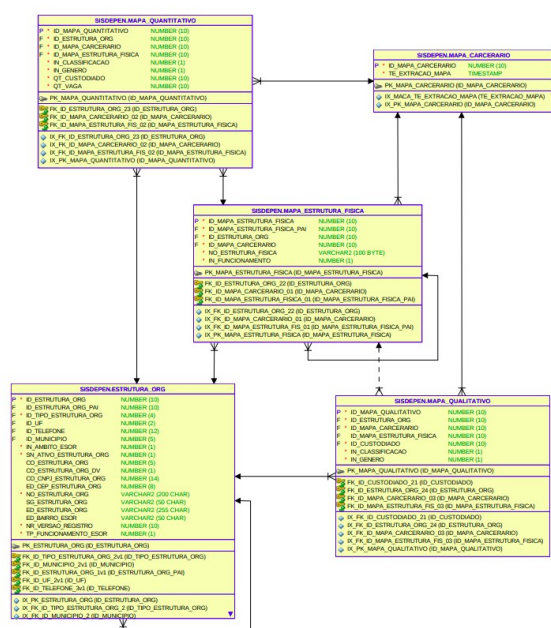 SISDEPEN.MAPA_QUANTITATIVO
P * ID_MAPA_QUANTITATIVO NUMBER (10)
F * ID_ESTRUTURA_ORG NUMBER (10)
F * ID_MAPA_CARCERARIO NUMBER (10)
F * ID_MAPA_ESTRUTURA_FISICA NUMBER (10)
* IN_CLASSIFICACAO NUMBER (1)
* IN_GENERO NUMBER (1)
* QT_CUSTODIADO NUMBER (10)
* QT_VAGA NUMBER (10)
PK_MAPA_QUANTITATIVO (ID_MAPA_QUANTITATIVO)
FK_ID_ESTRUTURA_ORG_23 (ID_ESTRUTURA_ORG)
FK_ID_MAPA_CARCERARIO_02 (ID_MAPA_CARCERARIO)
FK_ID_MAPA_ESTRUTURA_FIS_02 (ID_MAPA_ESTRUTURA_FISICA)
IX_FK_ID_ESTRUTURA_ORG_23 (ID_ESTRUTURA_ORG)
IX_FK_ID_MAPA_CARCERARIO_02 (ID_MAPA_CARCERARIO)
IX_FK_ID_MAPA_ESTRUTURA_FIS_02 (ID_MAPA_ESTRUTURA_FISICA)
IX_PK_MAPA_QUANTITATIVO (ID_MAPA_QUANTITATIVO)
SISDEPEN.MAPA_CARCERARIO
P * ID_MAPA_CARCERARIO NUMBER (10)
* TE_EXTRACAO_MAPA TIMESTAMP
PK_MAPA_CARCERARIO (ID_MAPA_CARCERARIO)
IX_MACA_TE_EXTRACAO_MAPA (TE_EXTRACAO_MAPA)
IX_PK_MAPA_CARCERARIO (ID_MAPA_CARCERARIO)
SISDEPEN.MAPA_ESTRUTURA_FISICA
P * ID_MAPA_ESTRUTURA_FISICA NUMBER (10)
F * ID_MAPA_ESTRUTURA_FISICA_PAI NUMBER (10)
F * ID_ESTRUTURA_ORG NUMBER (10)
F * ID_MAPA_CARCERARIO NUMBER (10)
* NO_ESTRUTURA_FISICA VARCHAR2 (100 BYTE)
* IN_FUNCIONAMENTO NUMBER (1)
PK_MAPA_ESTRUTURA_FISICA (ID_MAPA_ESTRUTURA_FISICA)
FK_ID_ESTRUTURA_ORG_22 (ID_ESTRUTURA_ORG)
FK_ID_MAPA_CARCERARIO_01 (ID_MAPA_CARCERARIO)
FK_ID_MAPA_ESTRUTURA_FISICA_01 (ID_MAPA_ESTRUTURA_FISICA_PAI)
IX_FK_ID_ESTRUTURA_ORG_22 (ID_ESTRUTURA_ORG)
IX_FK_ID_MAPA_CARCERARIO_01 (ID_MAPA_CARCERARIO)
IX_FK_ID_MAPA_ESTRUTURA_FIS_01 (ID_MAPA_ESTRUTURA_FISICA_PAI)
IX_PK_MAPA_ESTRUTURA_FISICA (ID_MAPA_ESTRUTURA_FISICA)
SISDEPEN.ESTRUTURA_ORG
P * ID_ESTRUTURA_ORG NUMBER (10)
F ID_ESTRUTURA_ORG_PAI NUMBER (10)
F * ID_TIPO_ESTRUTURA_ORG NUMBER (4)
F ID_UF NUMBER (2)
F ID_TELEFONE NUMBER (12)
F ID_MUNICIPIO NUMBER (5)
* IN_AMBITO_ESOR NUMBER (1)
* SN_ATIVO_ESTRUTURA_ORG CHAR (1)
CO_ESTRUTURA_ORG NUMBER (5)
CO_ESTRUTURA_ORG_DV NUMBER (1)
CD_CNPJ_ESTRUTURA_ORG NUMBER (14)
ED_CEP_ESTRUTURA_ORG NUMBER (8)
* NO_ESTRUTURA_ORG VARCHAR2 (200 CHAR)
SG_ESTRUTURA_ORG VARCHAR2 (50 CHAR)
ED_ESTRUTURA_ORG VARCHAR2 (255 CHAR)
ED_BAIRRO_ESOR VARCHAR2 (50 CHAR)
* NR_VERSAO_REGISTRO NUMBER (10)
* TP_FUNCIONAMENTO_ESOR NUMBER (1)
PK_ESTRUTURA_ORG (ID_ESTRUTURA_ORG)
FK_ID_TIPO_ESTRUTURA_ORG_2v1 (ID_TIPO_ESTRUTURA_ORG)
FK_ID_MUNICIPIO_2v1 (ID_MUNICIPIO)
FK_ID_ESTRUTURA_ORG_1v1 (ID_ESTRUTURA_ORG_PAI)
FK_ID_UF_2v1 (ID_UF)
FK_ID_TELEFONE_3v1 (ID_TELEFONE)
IX_PK_ESTRUTURA_ORG (ID_ESTRUTURA_ORG)
IX_FK_ID_TIPO_ESTRUTURA_ORG_2 (ID_TIPO_ESTRUTURA_ORG)
IX_FK_ID_MUNICIPIO_2 (ID_MUNICIPIO)
SISDEPEN.MAPA_QUALITATIVO
P * ID_MAPA_QUALITATIVO NUMBER (10)
F * ID_ESTRUTURA_ORG NUMBER (10)
F * ID_MAPA_CARCERARIO NUMBER (10)
F ID_MAPA_ESTRUTURA_FISICA NUMBER (10)
F * ID_CUSTODIADO NUMBER (10)
* IN_CLASSIFICACAO NUMBER (1)
* IN_GENERO NUMBER (1)
PK_MAPA_QUALITATIVO (ID_MAPA_QUALITATIVO)
FK_ID_CUSTODIADO_21 (ID_CUSTODIADO)
FK_ID_ESTRUTURA_ORG_24 (ID_ESTRUTURA_ORG)
FK_ID_MAPA_CARCERARIO_03 (ID_MAPA_CARCERARIO)
FK_ID_MAPA_ESTRUTURA_FIS_03 (ID_MAPA_ESTRUTURA_FISICA)
IX_FK_ID_CUSTODIADO_21 (ID_CUSTODIADO)
IX_FK_ID_ESTRUTURA_ORG_24 (ID_ESTRUTURA_ORG)
IX_FK_ID_MAPA_CARCERARIO_03 (ID_MAPA_CARCERARIO)
IX_FK_ID_MAPA_ESTRUTURA_FIS_03 (ID_MAPA_ESTRUTURA_FISICA)
IX_PK_MAPA_QUALITATIVO (ID_MAPA_QUALITATIVO)